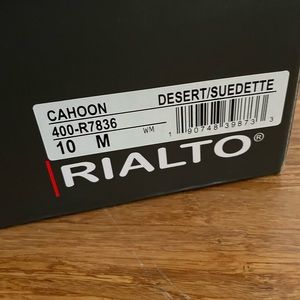 CAHOON DESERT/SUEDETTE
400-R7836
10 M WM 1 90748 39873 3
RIALTO®